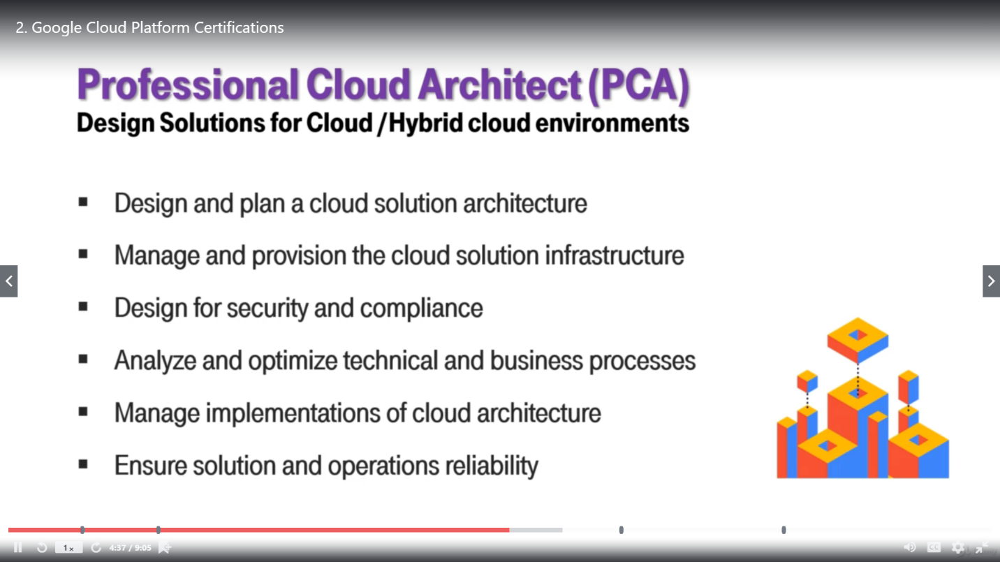 2. Google Cloud Platform Certifications
Professional Cloud Architect (PCA)
Design Solutions for Cloud /Hybrid cloud environments
▪ Design and plan a cloud solution architecture
▪ Manage and provision the cloud solution infrastructure
▪ Design for security and compliance
▪ Analyze and optimize technical and business processes
▪ Manage implementations of cloud architecture
▪ Ensure solution and operations reliability
1x
4:37 / 9:05
CC